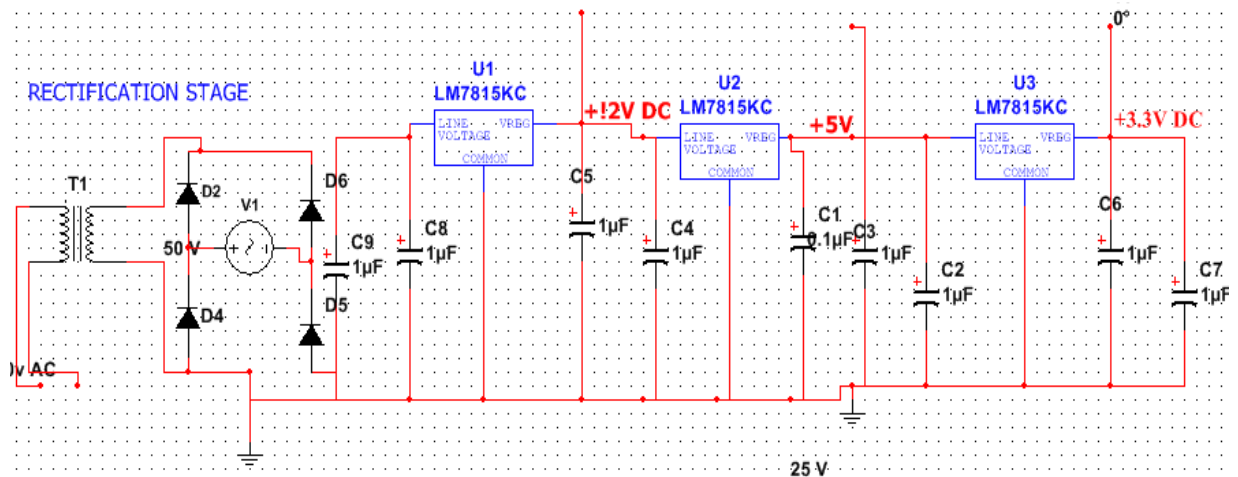 0°
U1
LM7815KC
U2
LM7815KC
U3
LM7815KC
RECTIFICATION STAGE
+!2V DC
+5V
+3.3V DC
LINE VREG
VOLTAGE
COMMON
LINE VREG
VOLTAGE
COMMON
LINE VREG
VOLTAGE
COMMON
T1
D2
D6
V1
50 V
C9
1µF
C8
1µF
C5
1µF
C4
1µF
C1
0.1µF
C3
1µF
C2
1µF
C6
1µF
C7
1µF
D4
D5
0v AC
25 V